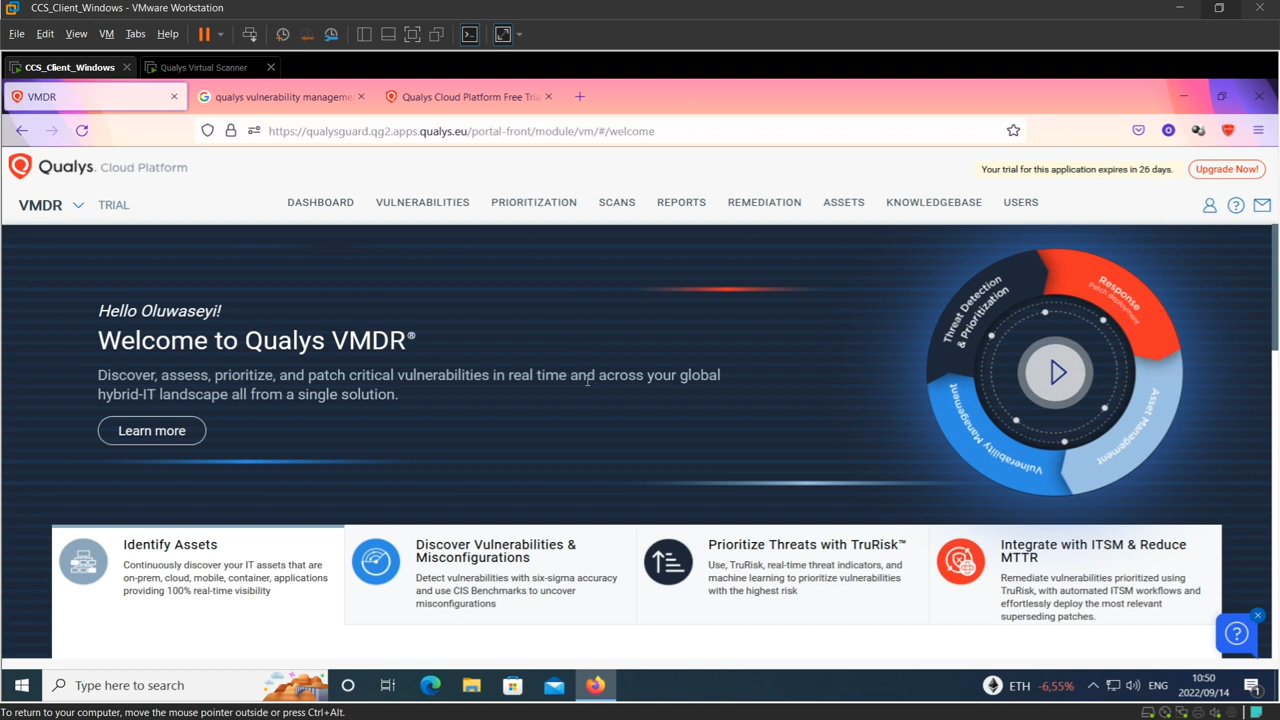 CCS_Client_Windows - VMware Workstation
File Edit View VM Tabs Help
CCS_Client_Windows Qualys Virtual Scanner
VMDR qualys vulnerability manageme Qualys Cloud Platform Free Tria
https://qualysguard.qg2.apps.qualys.eu/portal-front/module/vm/#/welcome
Qualys. Cloud Platform
Your trial for this application expires in 26 days. Upgrade Now!
VMDR TRIAL DASHBOARD VULNERABILITIES PRIORITIZATION SCANS REPORTS REMEDIATION ASSETS KNOWLEDGEBASE USERS
Hello Oluwaseyi!
Welcome to Qualys VMDR®
Discover, assess, prioritize, and patch critical vulnerabilities in real time and across your global
hybrid-IT landscape all from a single solution.
Learn more
Threat Detection
& Prioritization
Response
Patch deployment
Asset Management
Vulnerability Management
Identify Assets
Continuously discover your IT assets that are
on-prem, cloud, mobile, container, applications
providing 100% real-time visibility
Discover Vulnerabilities &
Misconfigurations
Detect vulnerabilities with six-sigma accuracy
and use CIS Benchmarks to uncover
misconfigurations
Prioritize Threats with TruRisk™
Use, TruRisk, real-time threat indicators, and
machine learning to prioritize vulnerabilities
with the highest risk
Integrate with ITSM & Reduce
MTTR
Remediate vulnerabilities prioritized using
TruRisk, with automated ITSM workflows and
effortlessly deploy the most relevant
superseding patches.
Type here to search
ETH -6,55% ENG
10:50
2022/09/14
1
To return to your computer, move the mouse pointer outside or press Ctrl+Alt.